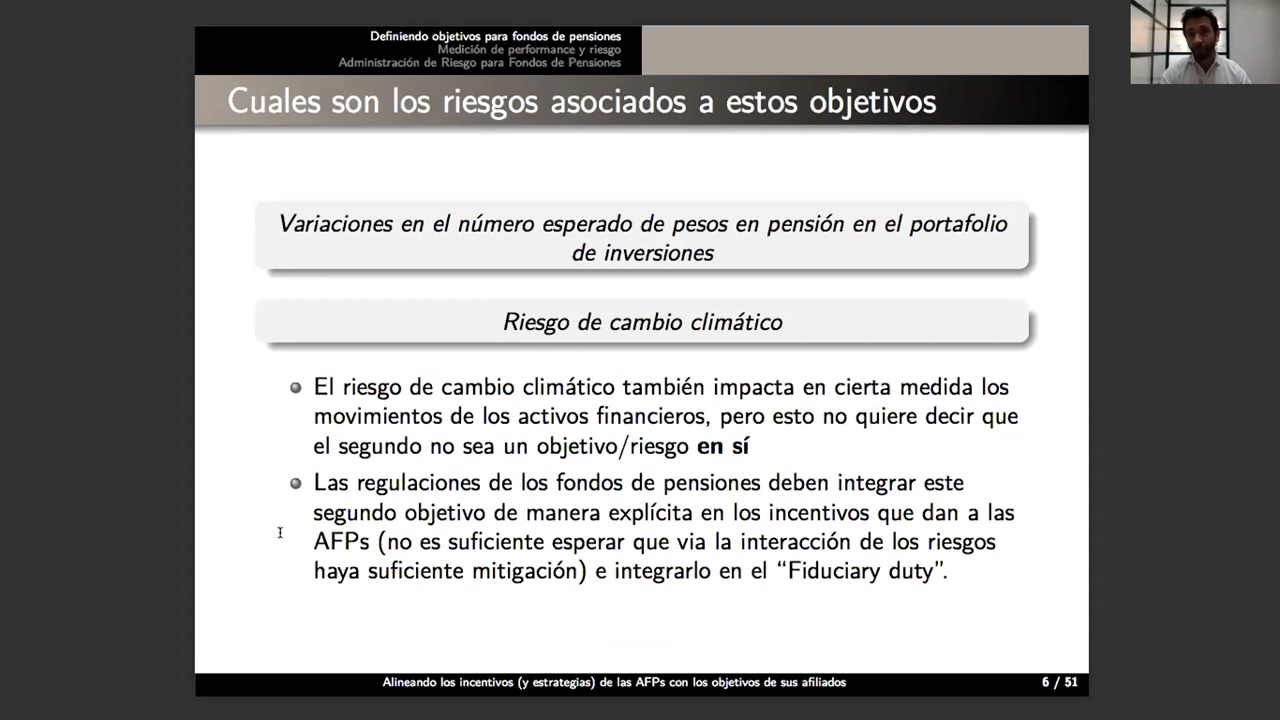 Definiendo objetivos para fondos de pensiones
Medición de performance y riesgo
Administración de Riesgo para Fondos de Pensiones
Cuales son los riesgos asociados a estos objetivos
Variaciones en el número esperado de pesos en pensión en el portafolio
de inversiones
Riesgo de cambio climático
El riesgo de cambio climático también impacta en cierta medida los
movimientos de los activos financieros, pero esto no quiere decir que
el segundo no sea un objetivo/riesgo en sí
Las regulaciones de los fondos de pensiones deben integrar este
segundo objetivo de manera explícita en los incentivos que dan a las
AFPs (no es suficiente esperar que via la interacción de los riesgos
haya suficiente mitigación) e integrarlo en el “Fiduciary duty”.
Alineando los incentivos (y estrategias) de las AFPs con los objetivos de sus afiliados
6 / 51